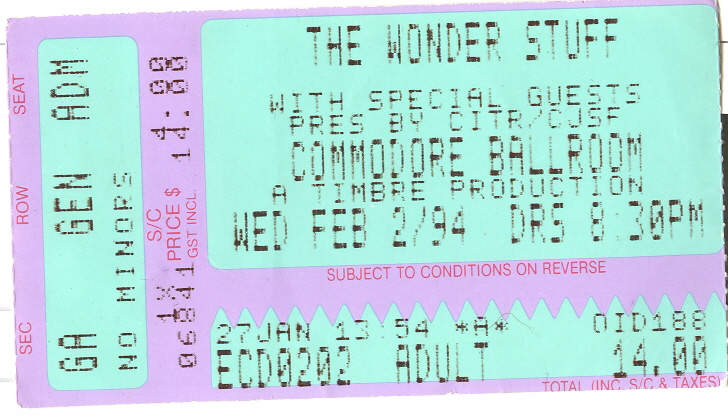 THE WONDER STUFF
WITH SPECIAL GUESTS
PRES BY CITR/CJSF
COMMODORE BALLROOM
A TIMBRE PRODUCTION
WED FEB 2/94 DRS 8.30PM
SUBJECT TO CONDITIONS ON REVERSE
27JAN 13.54 *A* OID188
ECD0202 ADULT 14.00
TOTAL (INC. S/C & TAXES)
SEC ROW SEAT
GA GEN ADM
NO MINORS
S/C
PRICE $ 14.00
GST INCL.
06841